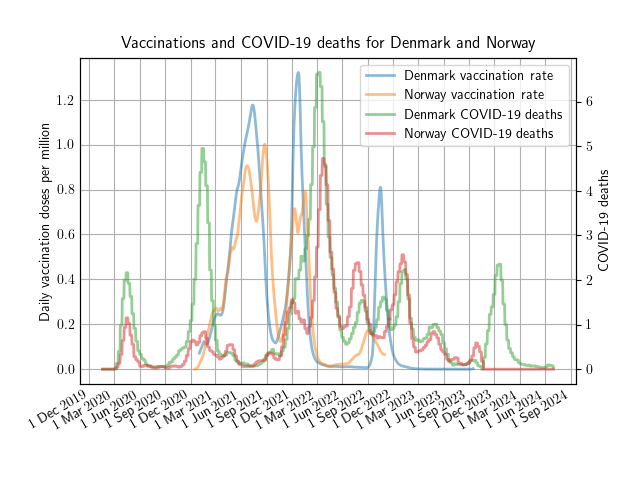 Vaccinations and COVID-19 deaths for Denmark and Norway
Denmark vaccination rate
Norway vaccination rate
Denmark COVID-19 deaths
Norway COVID-19 deaths
Daily vaccination doses per million
1.2
1.0
0.8
0.6
0.4
0.2
0.0
COVID-19 deaths
6
5
4
3
2
1
0
1 Dec 2019
1 Mar 2020
1 Jun 2020
1 Sep 2020
1 Dec 2020
1 Mar 2021
1 Jun 2021
1 Sep 2021
1 Dec 2021
1 Mar 2022
1 Jun 2022
1 Sep 2022
1 Dec 2022
1 Mar 2023
1 Jun 2023
1 Sep 2023
1 Dec 2023
1 Mar 2024
1 Jun 2024
1 Sep 2024